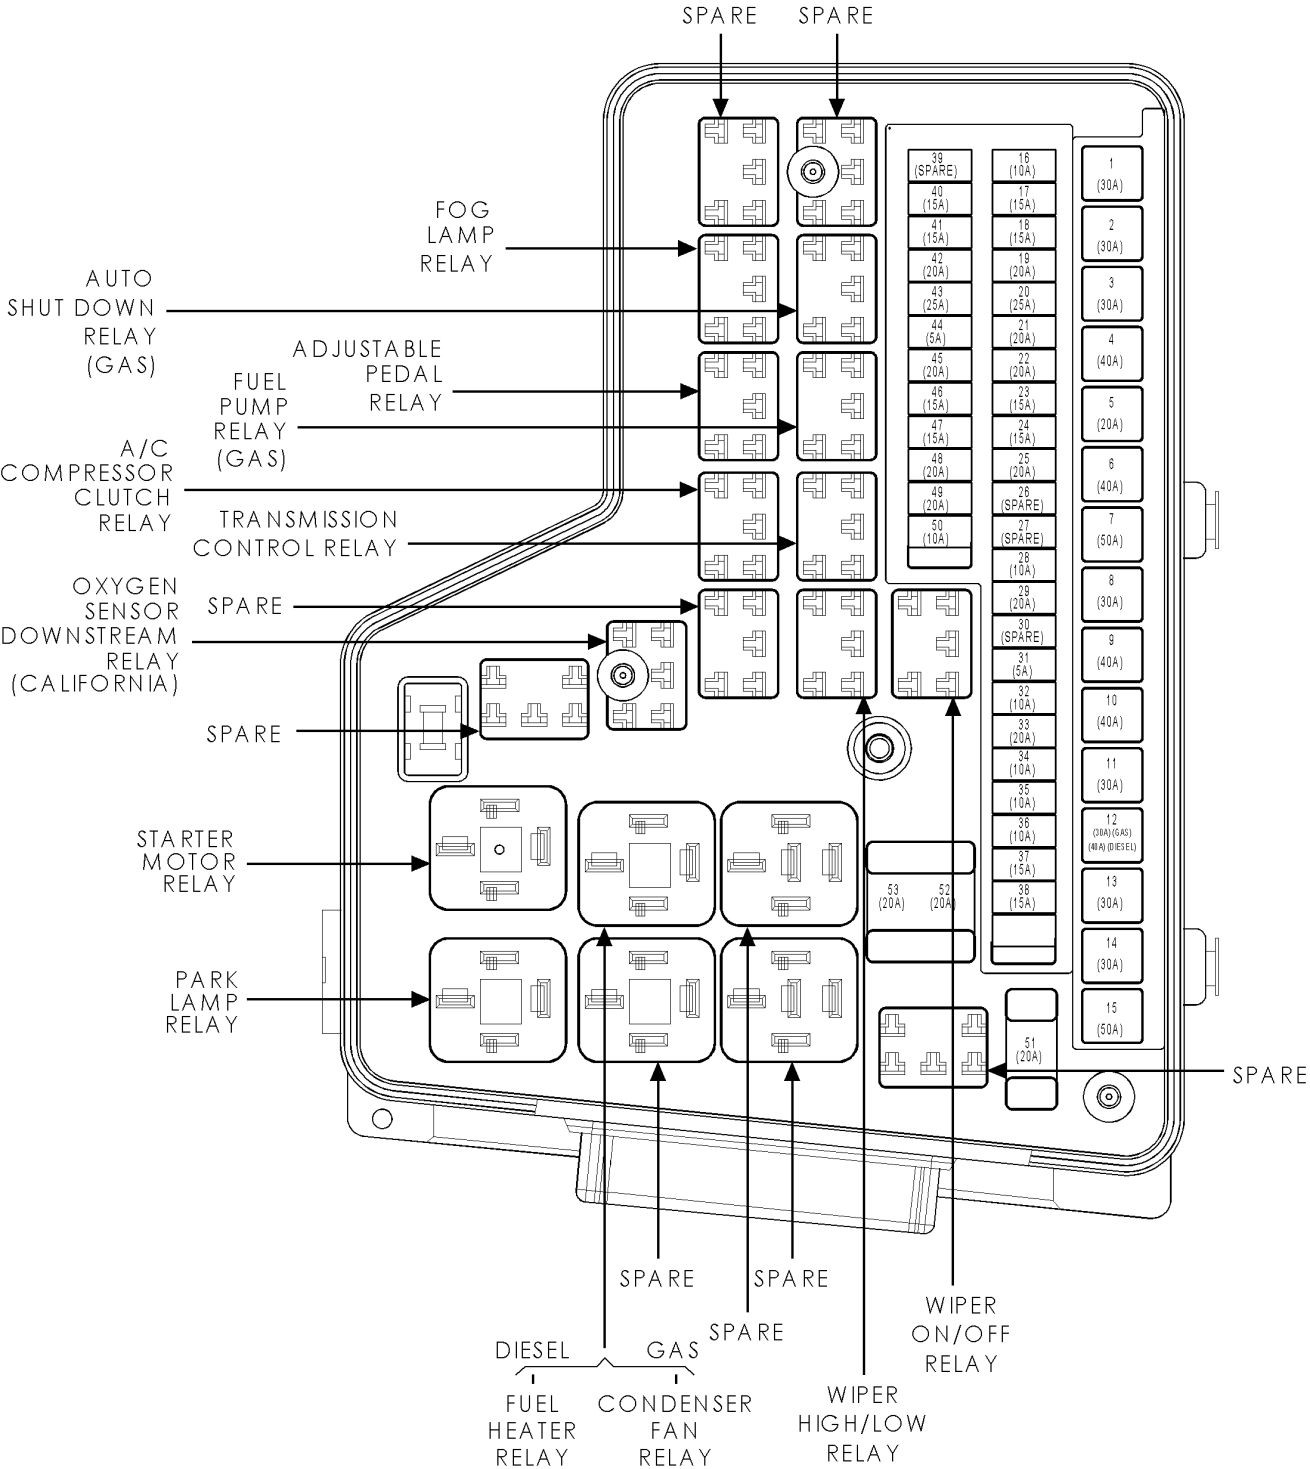 SPARE
SPARE
FOG
LAMP
RELAY
AUTO
SHUT DOWN
RELAY
(GAS)
ADJUSTABLE
PEDAL
RELAY
FUEL
PUMP
RELAY
(GAS)
A/C
COMPRESSOR
CLUTCH
RELAY
TRANSMISSION
CONTROL RELAY
OXYGEN
SENSOR
DOWNSTREAM
RELAY
(CALIFORNIA)
SPARE
SPARE
STARTER
MOTOR
RELAY
PARK
LAMP
RELAY
39
(SPARE)
40
(15A)
41
(15A)
42
(20A)
43
(25A)
44
(5A)
45
(20A)
46
(15A)
47
(15A)
48
(20A)
49
(20A)
50
(10A)
16
(10A)
17
(15A)
18
(15A)
19
(20A)
20
(25A)
21
(20A)
22
(20A)
23
(15A)
24
(15A)
25
(20A)
26
(SPARE)
27
(SPARE)
28
(10A)
29
(20A)
30
(SPARE)
31
(5A)
32
(10A)
33
(20A)
34
(10A)
35
(10A)
36
(10A)
37
(15A)
38
(15A)
1
(30A)
2
(30A)
3
(30A)
4
(40A)
5
(20A)
6
(40A)
7
(50A)
8
(30A)
9
(40A)
10
(40A)
11
(30A)
12
(30A)(GAS)
(40A)(DIESEL)
13
(30A)
14
(30A)
15
(50A)
53
(20A)
52
(20A)
51
(20A)
SPARE
SPARE
SPARE
SPARE
WIPER
ON/OFF
RELAY
DIESEL
GAS
FUEL
HEATER
RELAY
CONDENSER
FAN
RELAY
WIPER
HIGH/LOW
RELAY